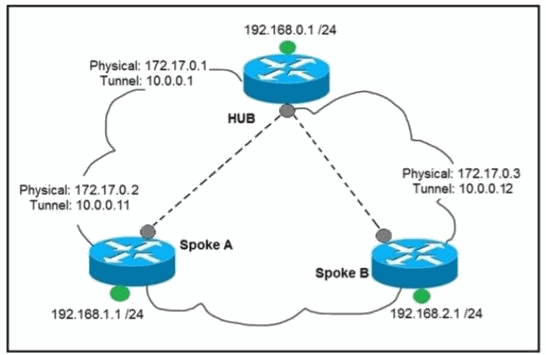 192.168.0.1 /24
Physical: 172.17.0.1
Tunnel: 10.0.0.1
HUB
Physical: 172.17.0.3
Tunnel: 10.0.0.12
Physical: 172.17.0.2
Tunnel: 10.0.0.11
Spoke A
Spoke B
192.168.1.1 /24
192.168.2.1 /24